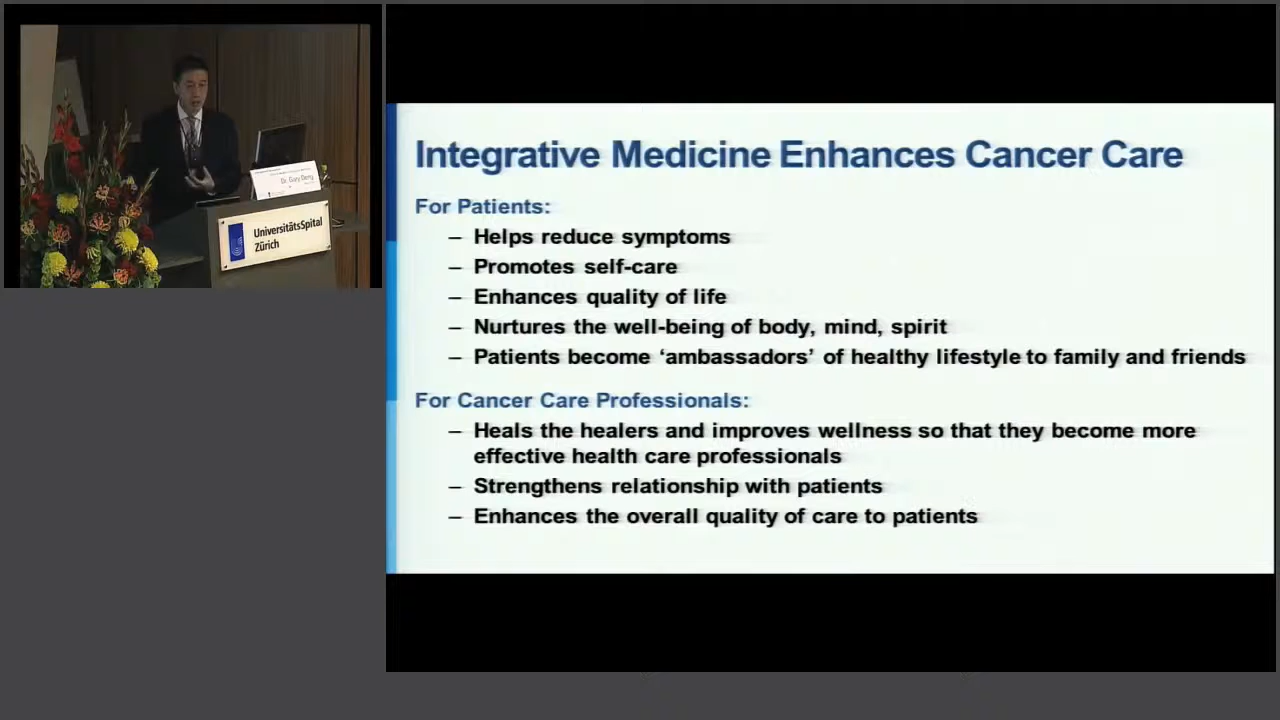 Dr. Gary Deng
UniversitätsSpital
Zürich
Integrative Medicine Enhances Cancer Care
For Patients:
– Helps reduce symptoms
– Promotes self-care
– Enhances quality of life
– Nurtures the well-being of body, mind, spirit
– Patients become ‘ambassadors’ of healthy lifestyle to family and friends
For Cancer Care Professionals:
– Heals the healers and improves wellness so that they become more
effective health care professionals
– Strengthens relationship with patients
– Enhances the overall quality of care to patients